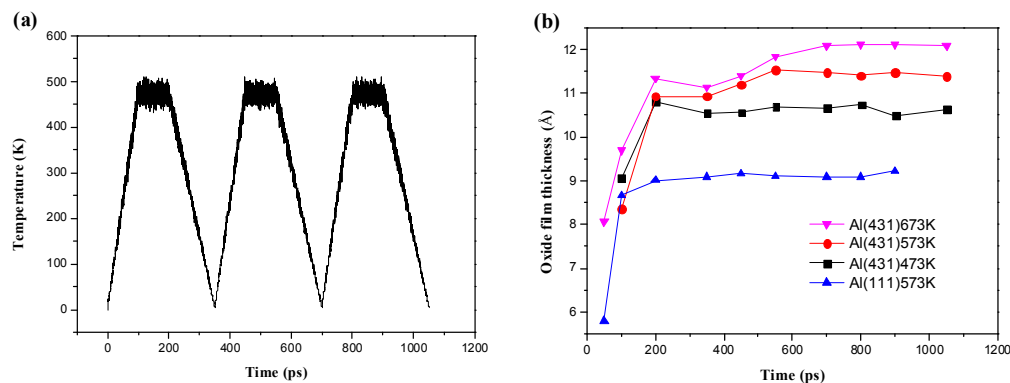 (a)
600
500
400
300
200
100
0
Temperature (K)
0
200
400
600
800
1000
1200
Time (ps)
(b)
12
11
10
9
8
7
6
Oxide film thickness (Å)
Al(431)673K
Al(431)573K
Al(431)473K
Al(111)573K
0
200
400
600
800
1000
1200
Time (ps)